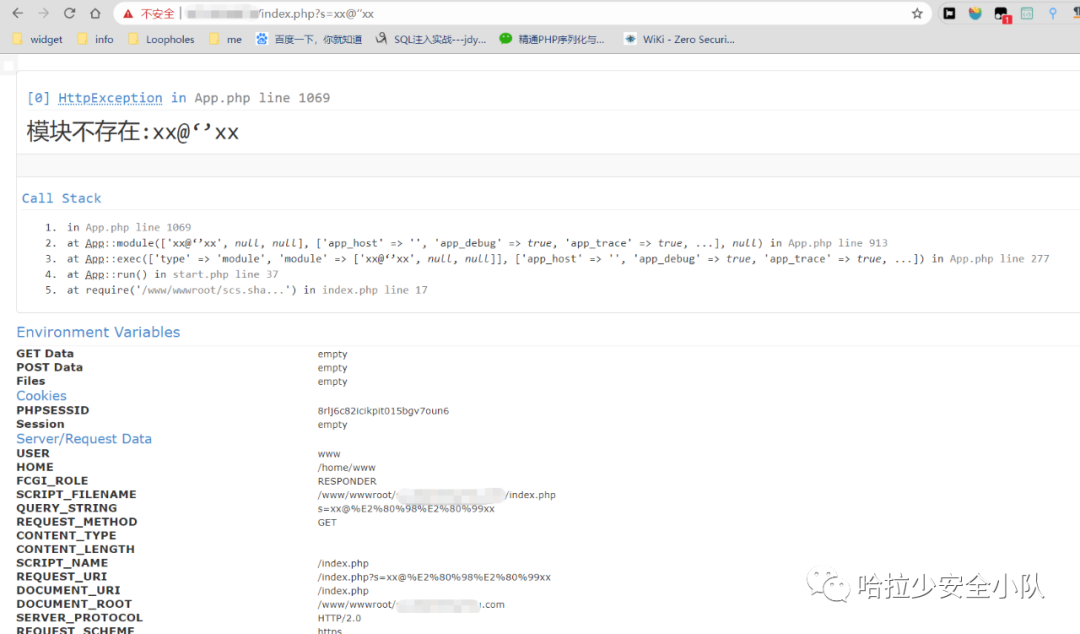 不安全 /index.php?s=xx@‘’xx
widget info Loopholes me 百度一下，你就知道 SQL注入实战---jdy... 精通PHP序列化与... WiKi - Zero Securi...
[0] HttpException in App.php line 1069
模块不存在:xx@‘’xx
Call Stack
1. in App.php line 1069
2. at App::module(['xx@‘’xx', null, null], ['app_host' => '', 'app_debug' => true, 'app_trace' => true, ...], null) in App.php line 913
3. at App::exec(['type' => 'module', 'module' => ['xx@‘’xx', null, null]], ['app_host' => '', 'app_debug' => true, 'app_trace' => true, ...]) in App.php line 277
4. at App::run() in start.php line 37
5. at require('/www/wwwroot/scs.sha...') in index.php line 17
Environment Variables
GET Data empty
POST Data empty
Files empty
Cookies
PHPSESSID 8rlj6c82icikpit015bgv7oun6
Session empty
Server/Request Data
USER www
HOME /home/www
FCGI_ROLE RESPONDER
SCRIPT_FILENAME /www/wwwroot/ /index.php
QUERY_STRING s=xx@%E2%80%98%E2%80%99xx
REQUEST_METHOD GET
CONTENT_TYPE
CONTENT_LENGTH
SCRIPT_NAME /index.php
REQUEST_URI /index.php?s=xx@%E2%80%98%E2%80%99xx
DOCUMENT_URI /index.php
DOCUMENT_ROOT /www/wwwroot/ .com
SERVER_PROTOCOL HTTP/2.0
REQUEST_SCHEME https
哈拉少安全小队